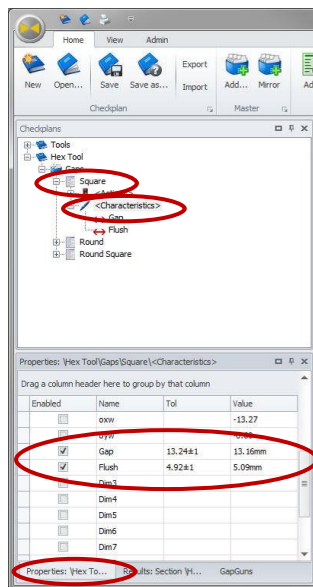 Home View Admin
New Open... Save Save as... Export Import Add... Mirror Ad
Checkplan Master
Checkplans
Tools
Hex Tool
Gaps
Square
<Characteristics>
Gap
Flush
Round
Round Square
Properties: \Hex Tool\Gaps\Square\<Characteristics>
Drag a column header here to group by that column
Enabled Name Tol Value
oxw -13.27
oyw
Gap 13.24±1 13.16mm
Flush 4.92±1 5.09mm
Dim3
Dim4
Dim5
Dim6
Dim7
Properties: \Hex To... Results: Section \H... GapGuns